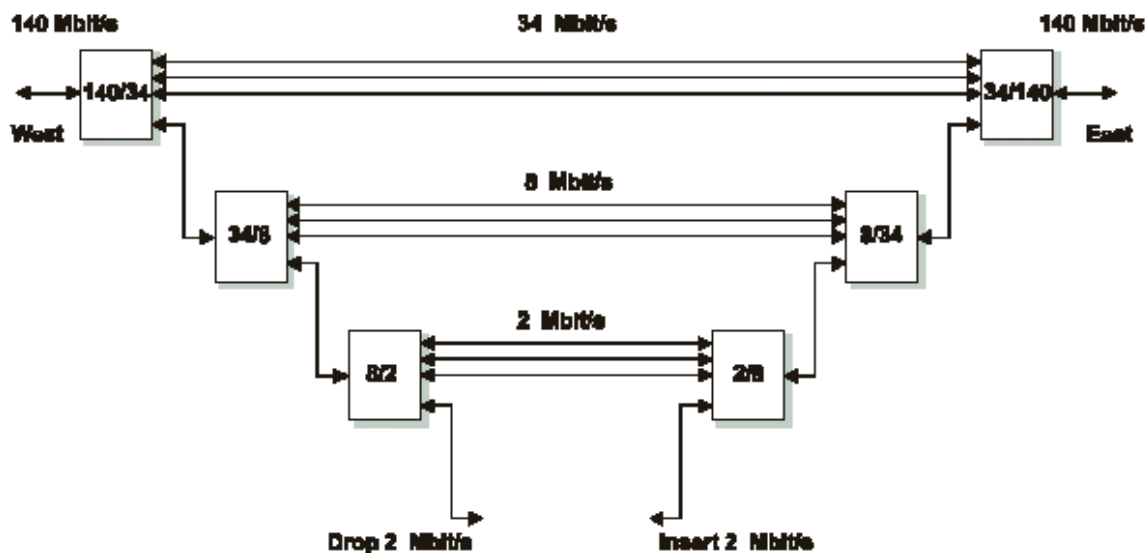 140 Mbit/s
34 Mbit/s
140 Mbit/s
140/34
34/140
West
East
8 Mbit/s
34/8
8/34
2 Mbit/s
8/2
2/8
Drop 2 Mbit/s
Insert 2 Mbit/s